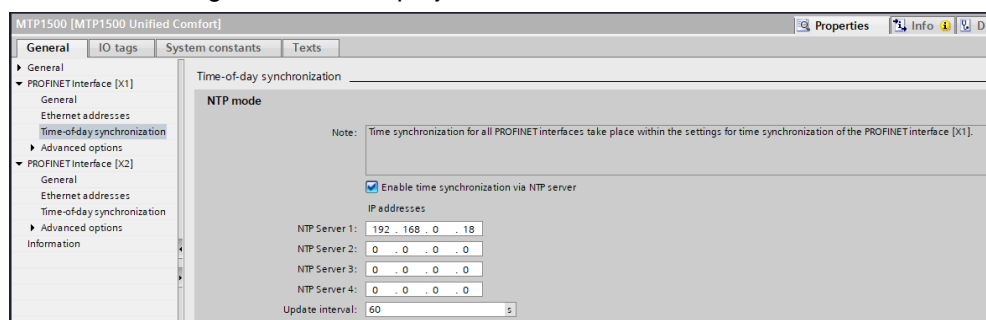 MTP1500 [MTP1500 Unified Comfort]
Properties Info D
General IO tags System constants Texts
General
PROFINET Interface [X1]
General
Ethernet addresses
Time-of-day synchronization
Advanced options
PROFINET Interface [X2]
General
Ethernet addresses
Time-of-day synchronization
Advanced options
Information
Time-of-day synchronization
NTP mode
Note: Time synchronization for all PROFINET interfaces take place within the settings for time synchronization of the PROFINET interface [X1].
Enable time synchronization via NTP server
IP addresses
NTP Server 1: 192 . 168 . 0 . 18
NTP Server 2: 0 . 0 . 0 . 0
NTP Server 3: 0 . 0 . 0 . 0
NTP Server 4: 0 . 0 . 0 . 0
Update interval: 60 s